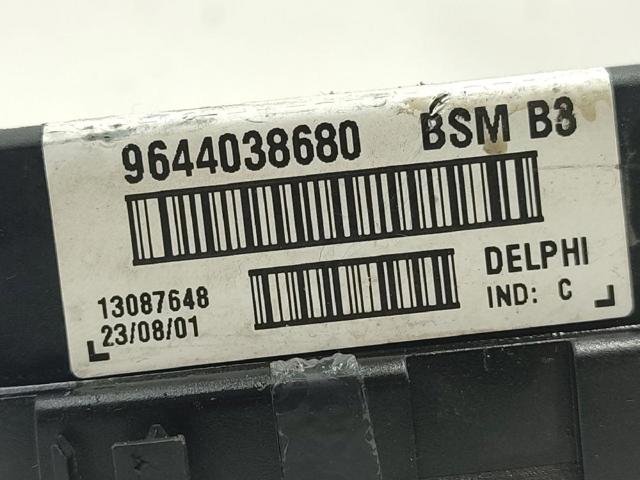 9644038680 BSM B3
DELPHI
13087648 IND: C
23/08/01